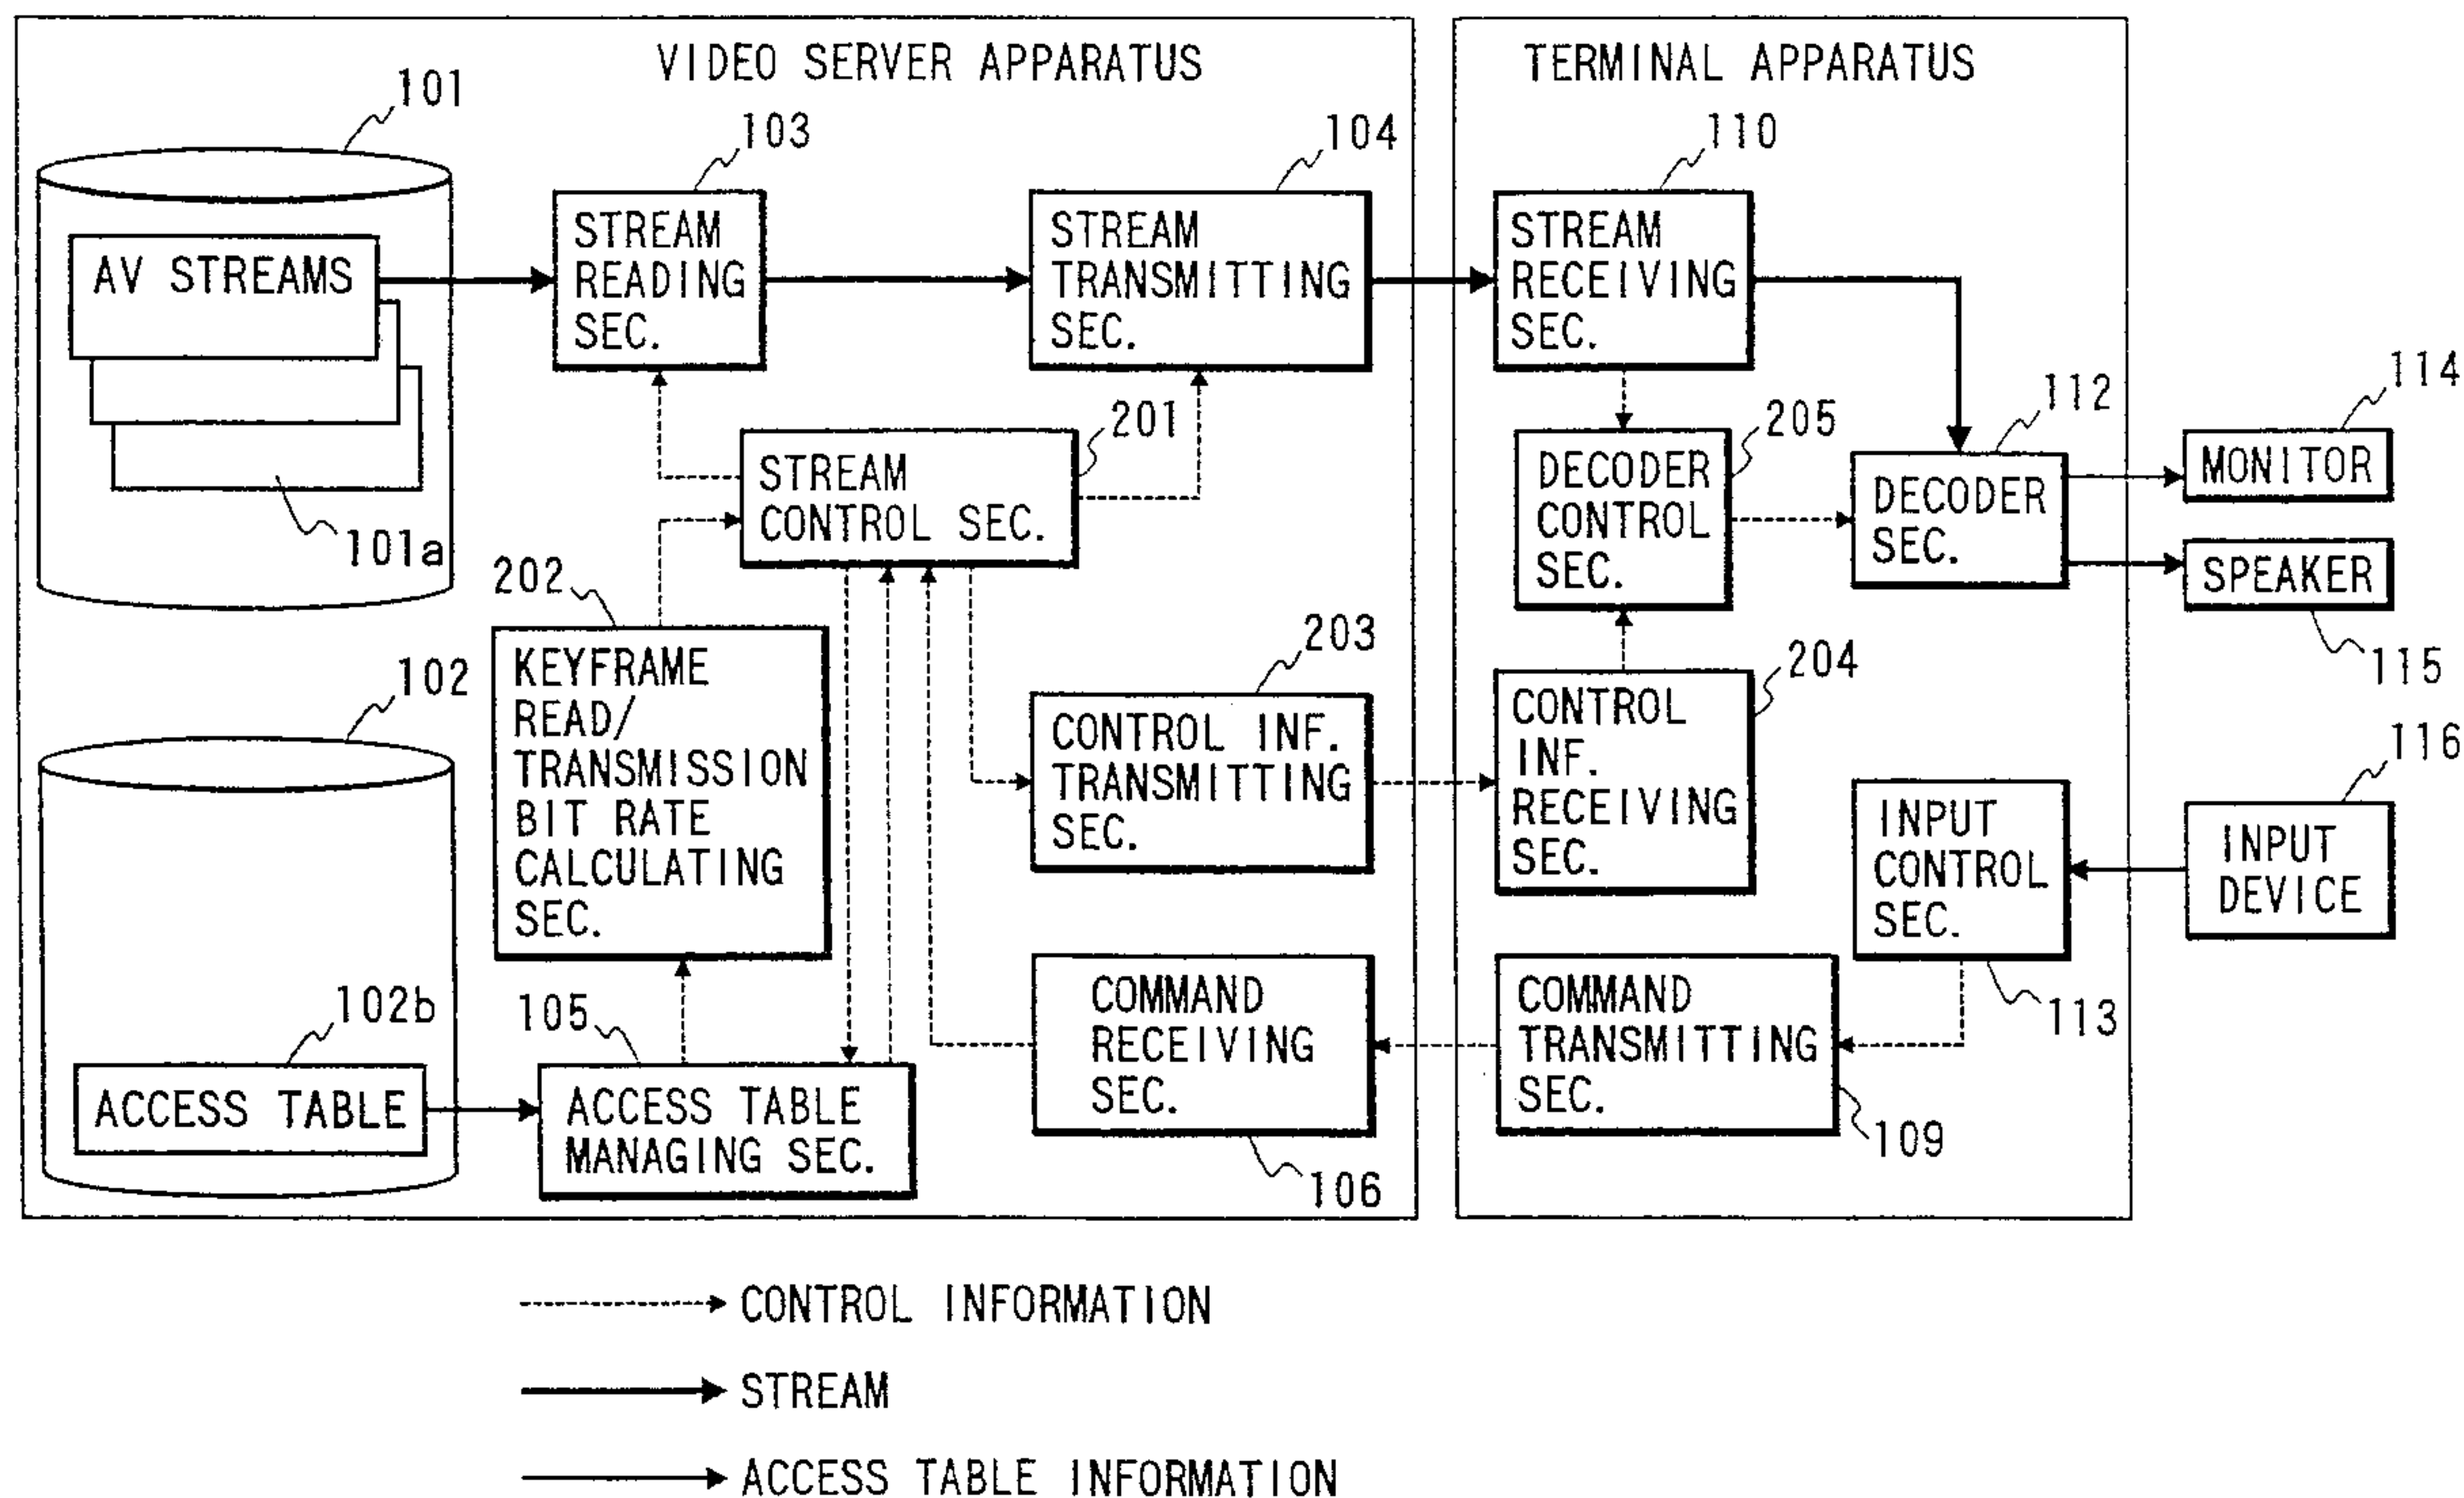 VIDEO SERVER APPARATUS
101
103
104
AV STREAMS
101a
STREAM
READING
SEC.
STREAM
TRANSMITTING
SEC.
201
STREAM
CONTROL SEC.
202
KEYFRAME
READ/
TRANSMISSION
BIT RATE
CALCULATING
SEC.
203
CONTROL INF.
TRANSMITTING
SEC.
102
102b
ACCESS TABLE
105
ACCESS TABLE
MANAGING SEC.
COMMAND
RECEIVING
SEC.
106
TERMINAL APPARATUS
110
STREAM
RECEIVING
SEC.
205
DECODER
CONTROL
SEC.
112
DECODER
SEC.
114
MONITOR
SPEAKER
115
204
CONTROL
INF.
RECEIVING
SEC.
INPUT
CONTROL
SEC.
113
116
INPUT
DEVICE
COMMAND
TRANSMITTING
SEC.
109
CONTROL INFORMATION
STREAM
ACCESS TABLE INFORMATION